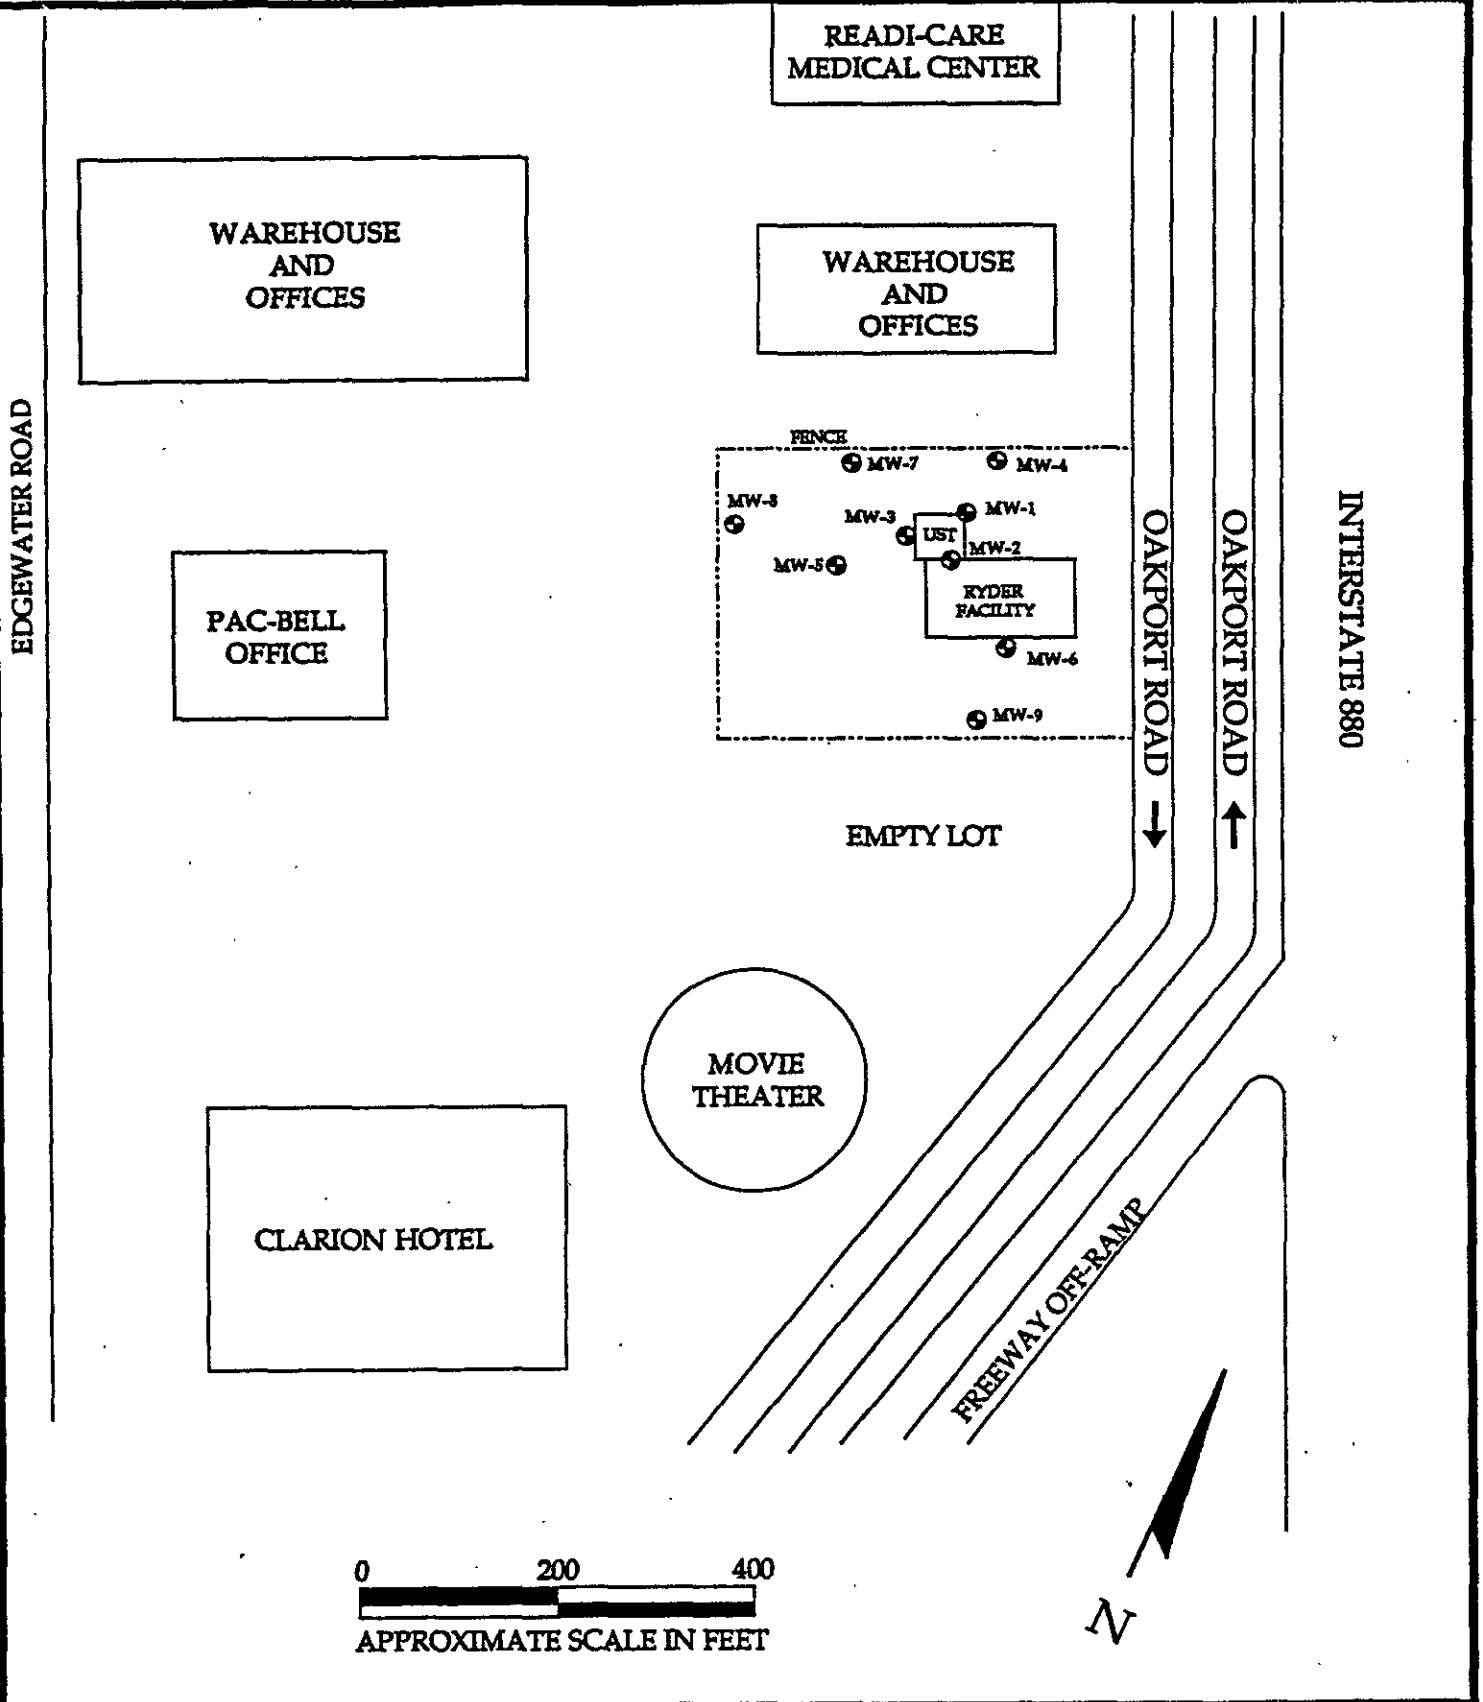 READI-CARE
MEDICAL CENTER
WAREHOUSE
AND
OFFICES
WAREHOUSE
AND
OFFICES
EDGEWATER ROAD
FENCE
MW-7
MW-4
MW-8
MW-3
MW-1
UST
MW-2
MW-5
RYDER
FACILITY
MW-6
MW-9
PAC-BELL
OFFICE
OAKPORT ROAD
OAKPORT ROAD
INTERSTATE 880
EMPTY LOT
MOVIE
THEATER
CLARION HOTEL
FREEWAY OFF-RAMP
N
0 200 400
APPROXIMATE SCALE IN FEET